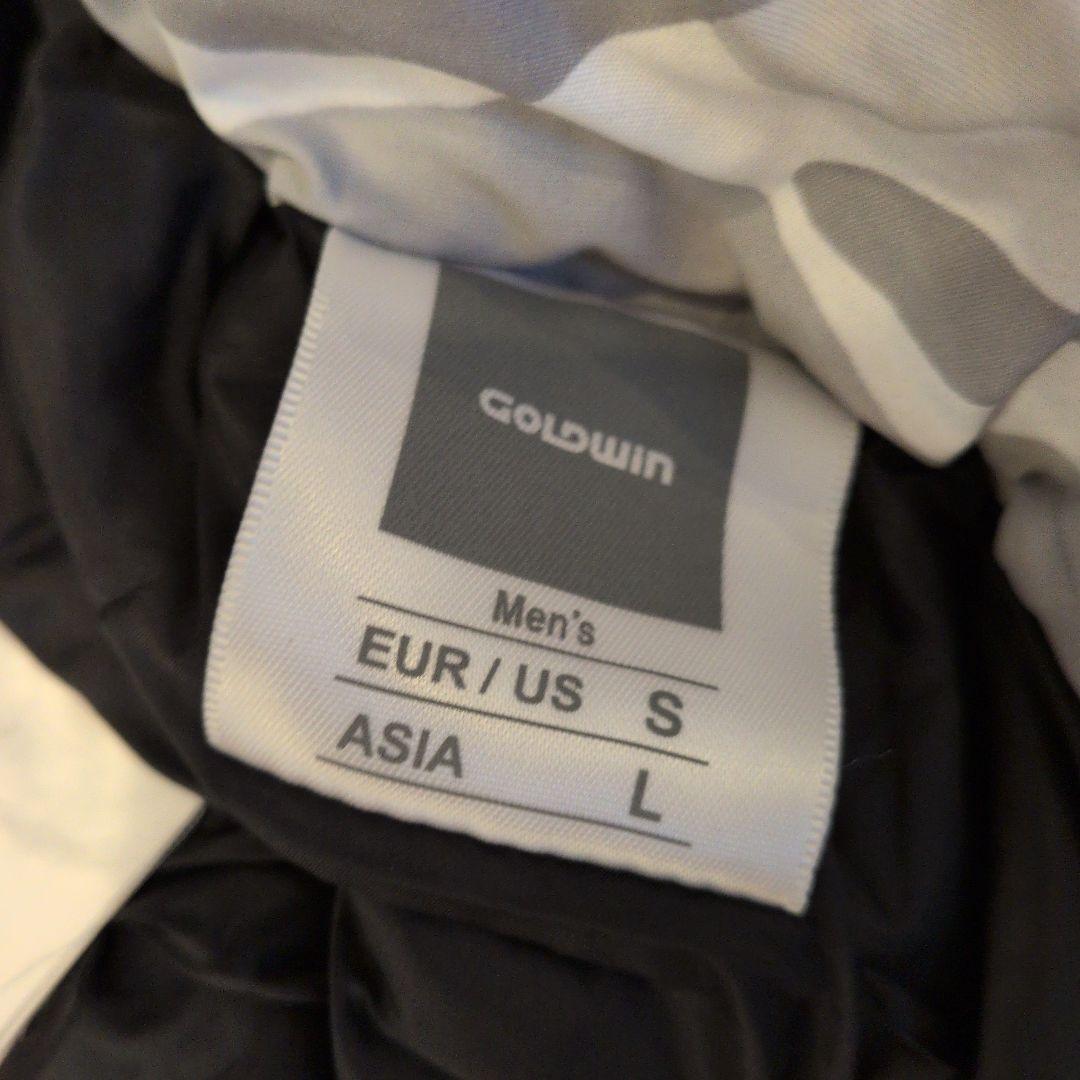 GOLDWIN
Men's
EUR / US S
ASIA L